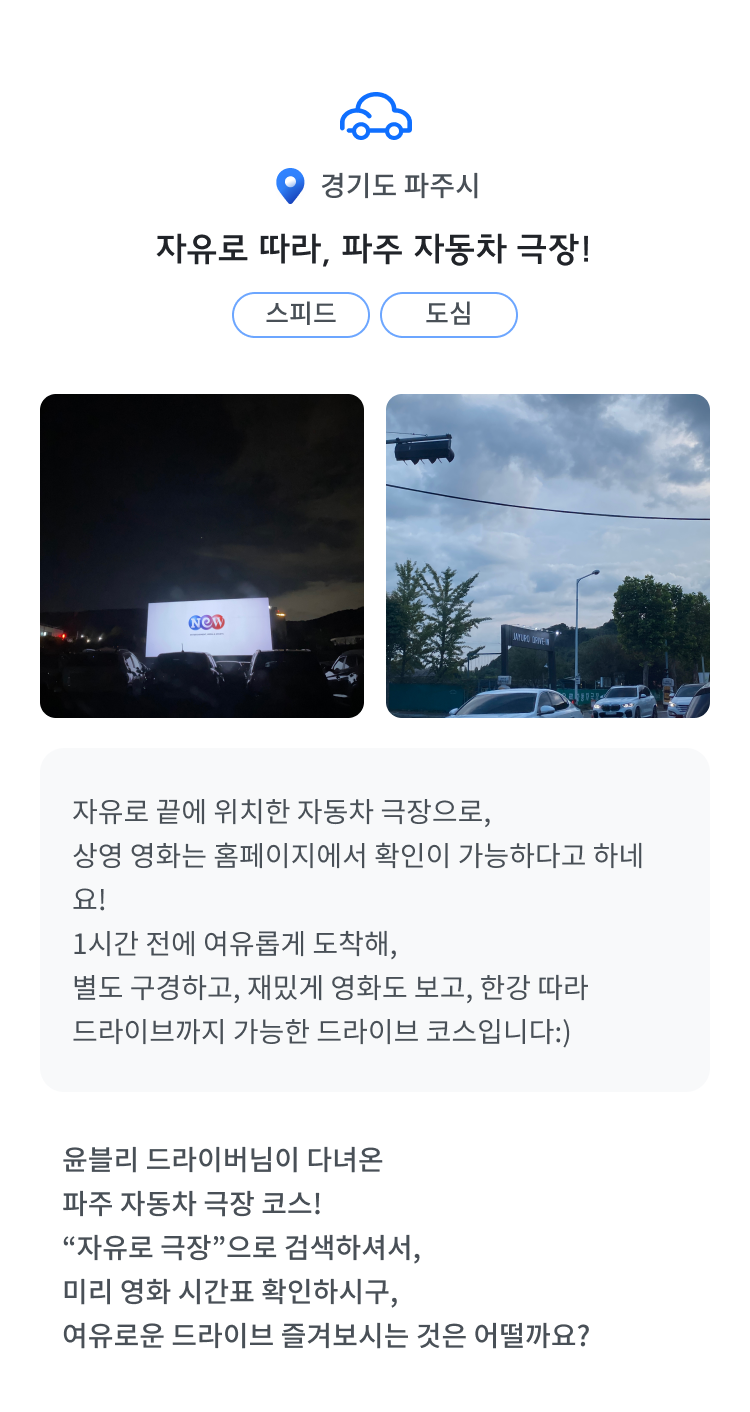 경기도 파주시
자유로 따라, 파주 자동차 극장!
스피드
도심
NEW
JAYURO DRIVE IN
자유로 끝에 위치한 자동차 극장으로,
상영 영화는 홈페이지에서 확인이 가능하다고 하네
요!
1시간 전에 여유롭게 도착해,
별도 구경하고, 재밌게 영화도 보고, 한강 따라
드라이브까지 가능한 드라이브 코스입니다:)
윤블리 드라이버님이 다녀온
파주 자동차 극장 코스!
“자유로 극장”으로 검색하셔서,
미리 영화 시간표 확인하시구,
여유로운 드라이브 즐겨보시는 것은 어떨까요?